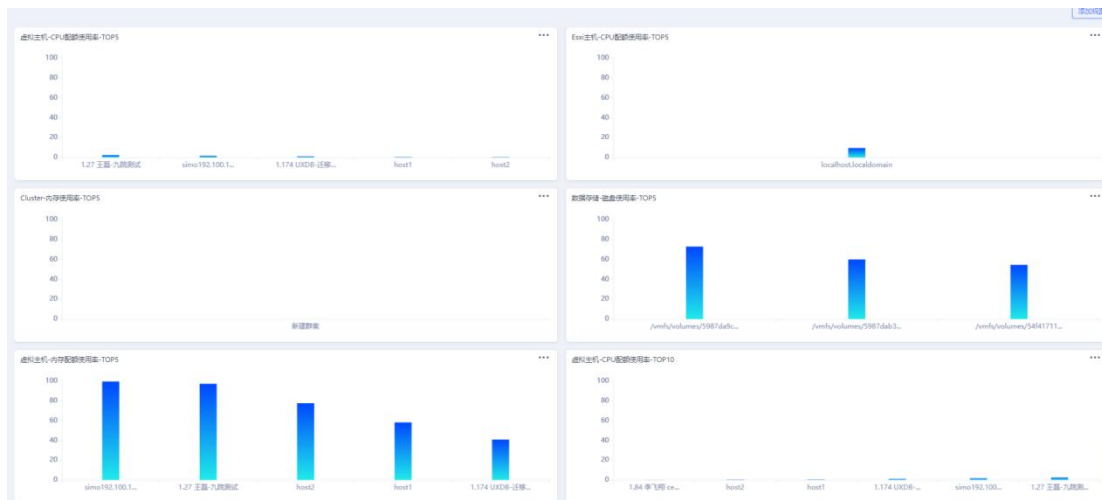 添加视图
虚拟主机-CPU配额使用率-TOP5
...
100
80
60
40
20
0
1.27 王磊-九院测试
simo192.100.1...
1.174 UXDB-迁移...
host1
host2
Esxi主机-CPU配额使用率-TOP5
...
100
80
60
40
20
0
localhost.localdomain
Cluster-内存使用率-TOP5
...
100
80
60
40
20
0
新建群集
数据存储-磁盘使用率-TOP5
...
100
80
60
40
20
0
/vmfs/volumes/5987da9c...
/vmfs/volumes/5987dab3...
/vmfs/volumes/54f41711...
虚拟主机-内存配额使用率-TOP5
...
100
80
60
40
20
0
simo192.100.1...
1.27 王磊-九院测试
host2
host1
1.174 UXDB-迁移...
虚拟主机-CPU配额使用率-TOP10
...
100
80
60
40
20
0
1.84 李飞翔 ce...
host2
host1
1.174 UXDB-...
simo192.100...
1.27 王磊-九院测...